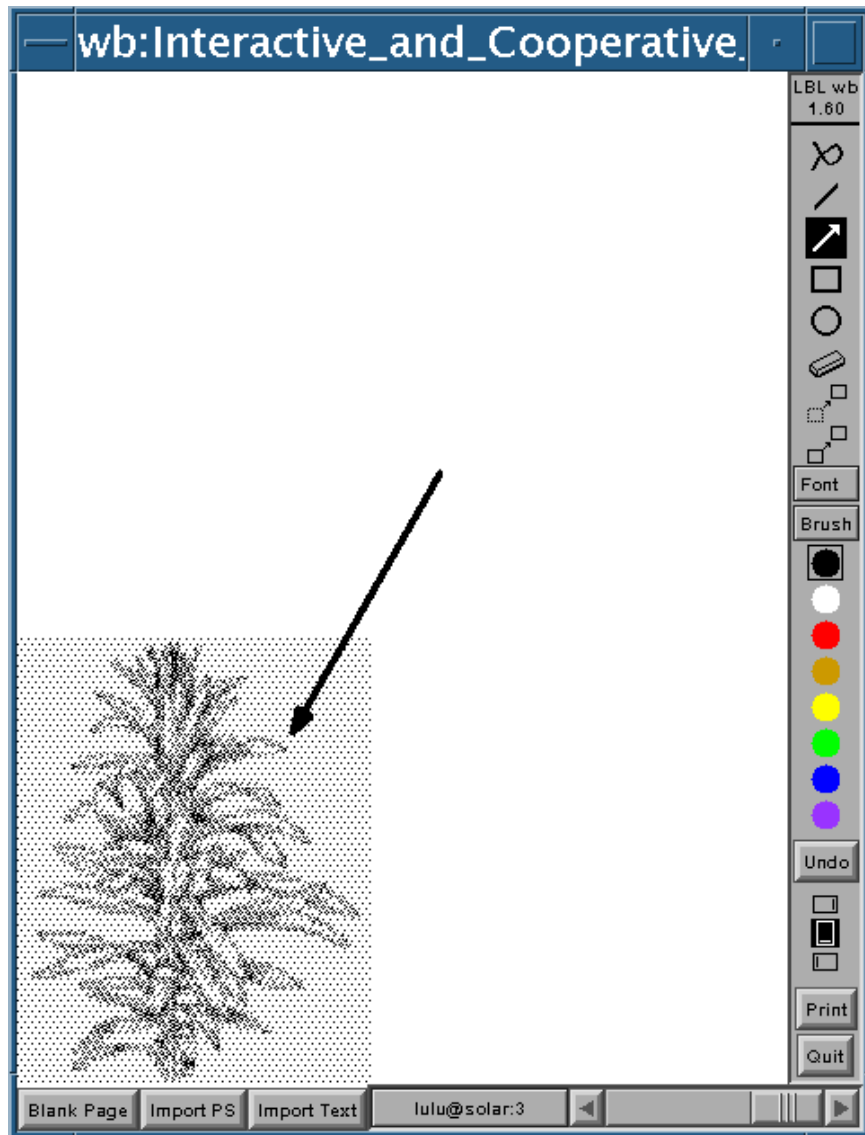 wb:Interactive_and_Cooperative_
LBL wb
1.60
Font
Brush
Undo
Print
Quit
Blank Page
Import PS
Import Text
lulu@solar:3